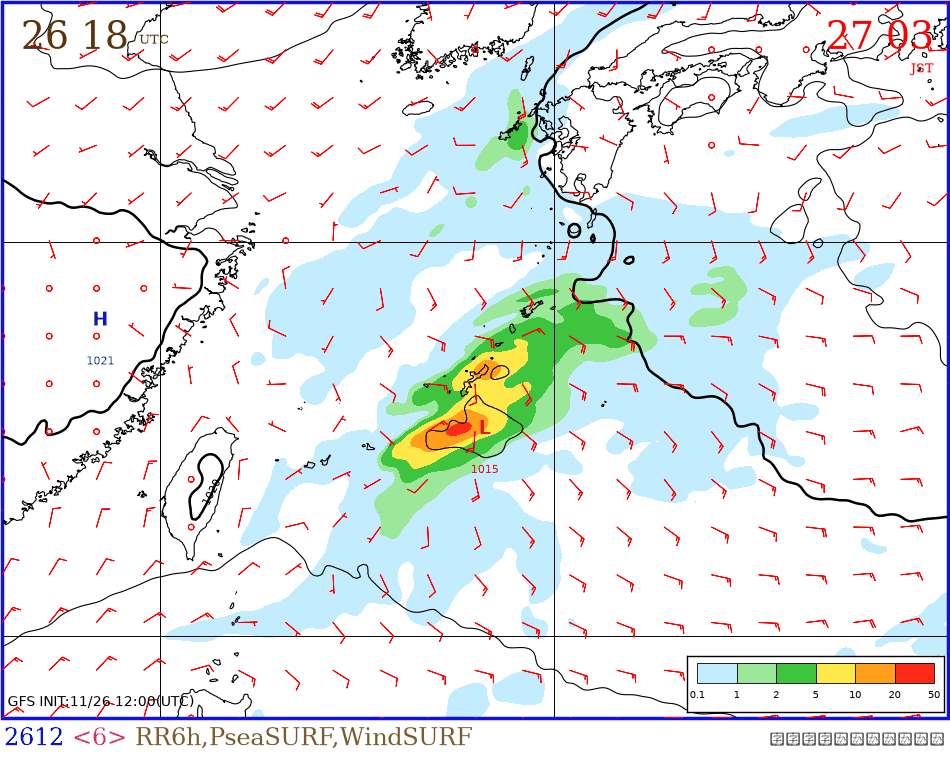 26 18 UTC
27 03
JST
H
1021
L
1015
1020
0.1 1 2 5 10 20 50
GFS INIT:11/26 12:00(UTC)
2612 <6> RR6h,PseaSURF,WindSURF